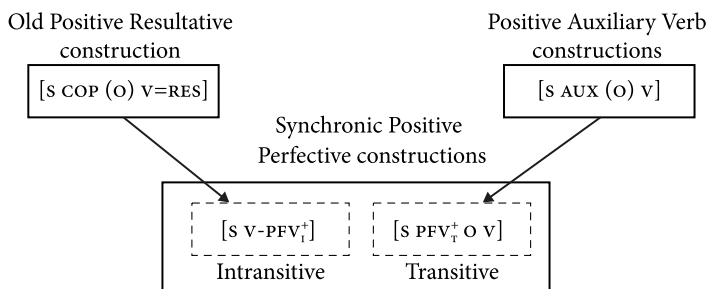 Old Positive Resultative
construction
Positive Auxiliary Verb
constructions
[S COP (O) V=RES]
[S AUX (O) V]
Synchronic Positive
Perfective constructions
[S V-PFV⁺ᵢ]
[S PFV⁺ₜ O V]
Intransitive
Transitive